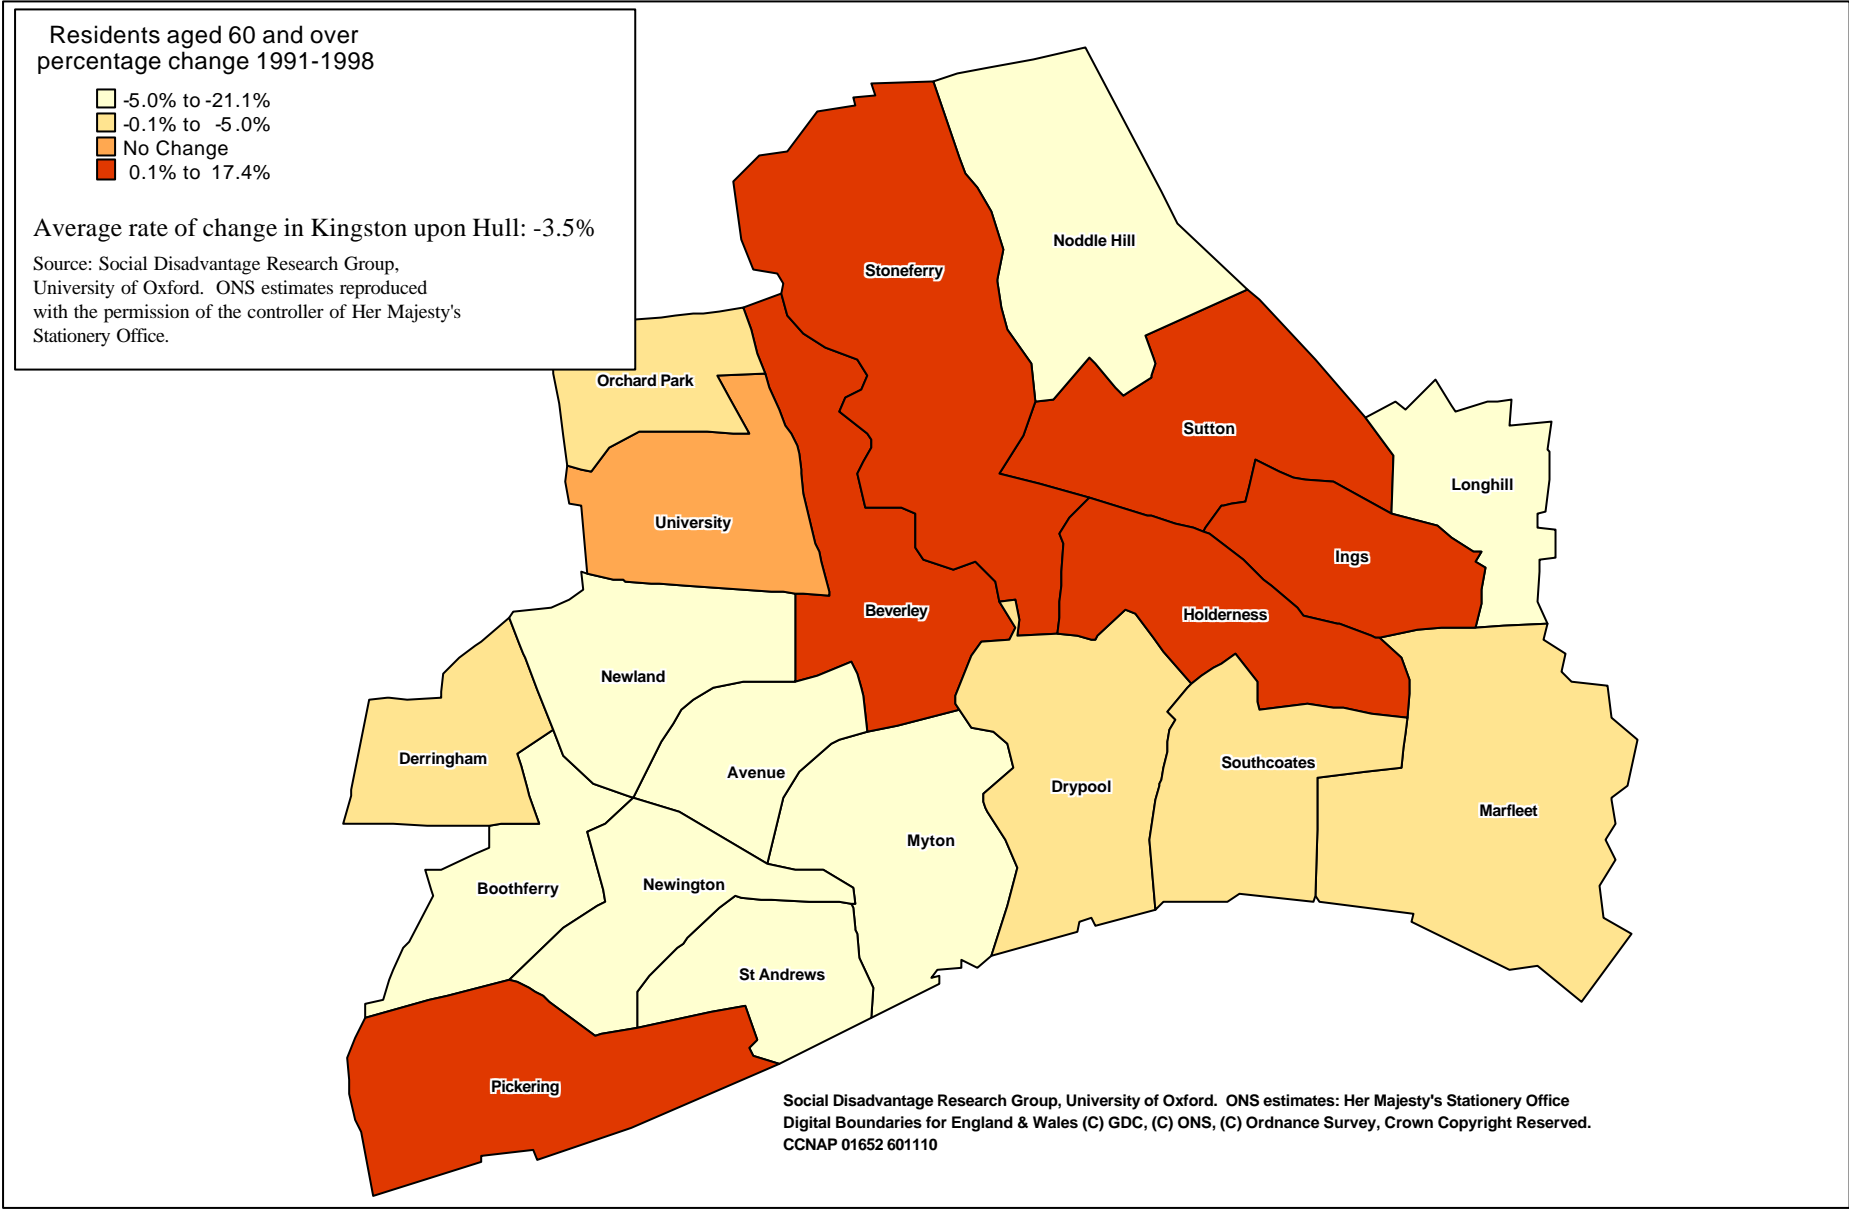 Residents aged 60 and over
percentage change 1991-1998
-5.0% to -21.1%
-0.1% to -5.0%
No Change
0.1% to 17.4%
Average rate of change in Kingston upon Hull: -3.5%
Source: Social Disadvantage Research Group,
University of Oxford. ONS estimates reproduced
with the permission of the controller of Her Majesty's
Stationery Office.
Noddle Hill
Stoneferry
Orchard Park
Sutton
Longhill
University
Ings
Beverley
Holderness
Newland
Derringham
Avenue
Southcoates
Drypool
Marfleet
Myton
Boothferry
Newington
St Andrews
Pickering
Social Disadvantage Research Group, University of Oxford. ONS estimates: Her Majesty's Stationery Office
Digital Boundaries for England & Wales (C) GDC, (C) ONS, (C) Ordnance Survey, Crown Copyright Reserved.
CCNAP 01652 601110